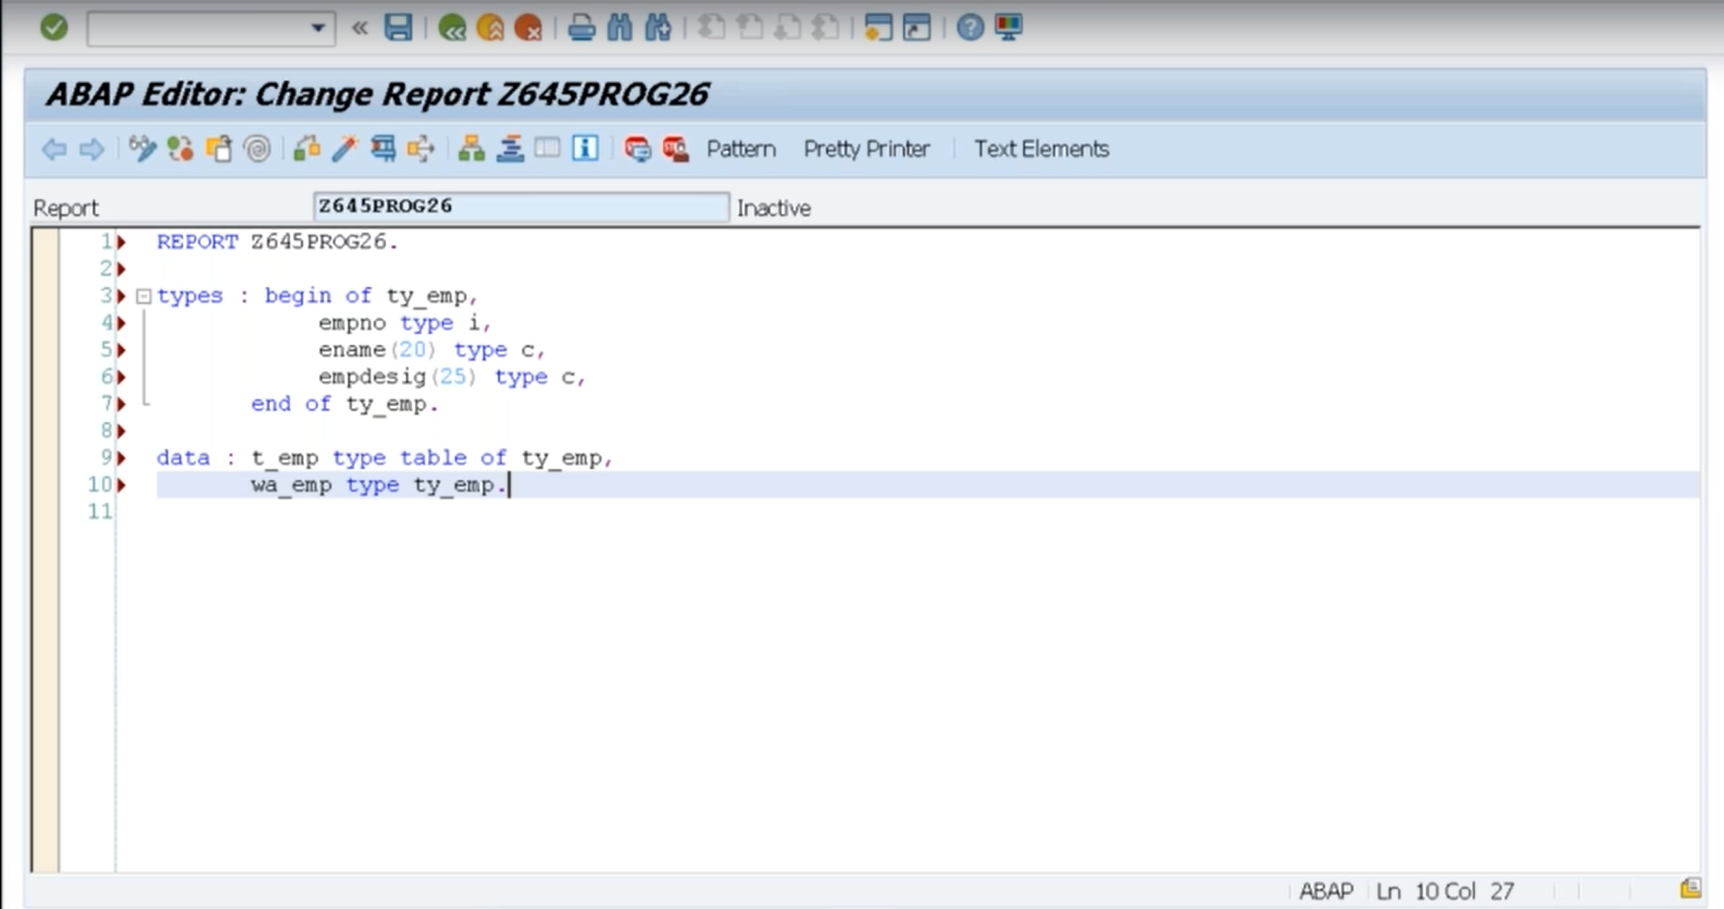 «
ABAP Editor: Change Report Z645PROG26
Pattern Pretty Printer Text Elements
Report Z645PROG26 Inactive
1 REPORT Z645PROG26.
2
3 types : begin of ty_emp,
4 empno type i,
5 ename(20) type c,
6 empdesig(25) type c,
7 end of ty_emp.
8
9 data : t_emp type table of ty_emp,
10 wa_emp type ty_emp.
11
ABAP Ln 10 Col 27